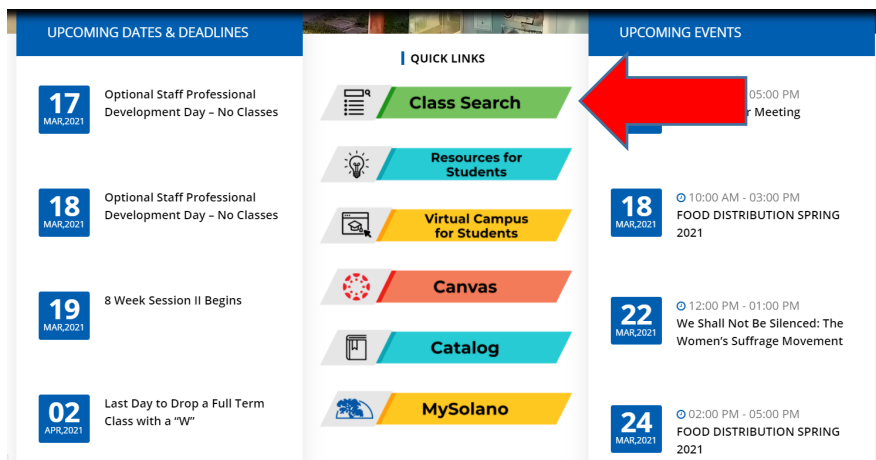 UPCOMING DATES & DEADLINES
17
MAR,2021
Optional Staff Professional
Development Day – No Classes
18
MAR,2021
Optional Staff Professional
Development Day – No Classes
19
MAR,2021
8 Week Session II Begins
02
APR,2021
Last Day to Drop a Full Term
Class with a “W”
QUICK LINKS
Class Search
Resources for
Students
Virtual Campus
for Students
Canvas
Catalog
MySolano
UPCOMING EVENTS
05:00 PM
Meeting
18
MAR,2021
10:00 AM - 03:00 PM
FOOD DISTRIBUTION SPRING
2021
22
MAR,2021
12:00 PM - 01:00 PM
We Shall Not Be Silenced: The
Women’s Suffrage Movement
24
MAR,2021
02:00 PM - 05:00 PM
FOOD DISTRIBUTION SPRING
2021